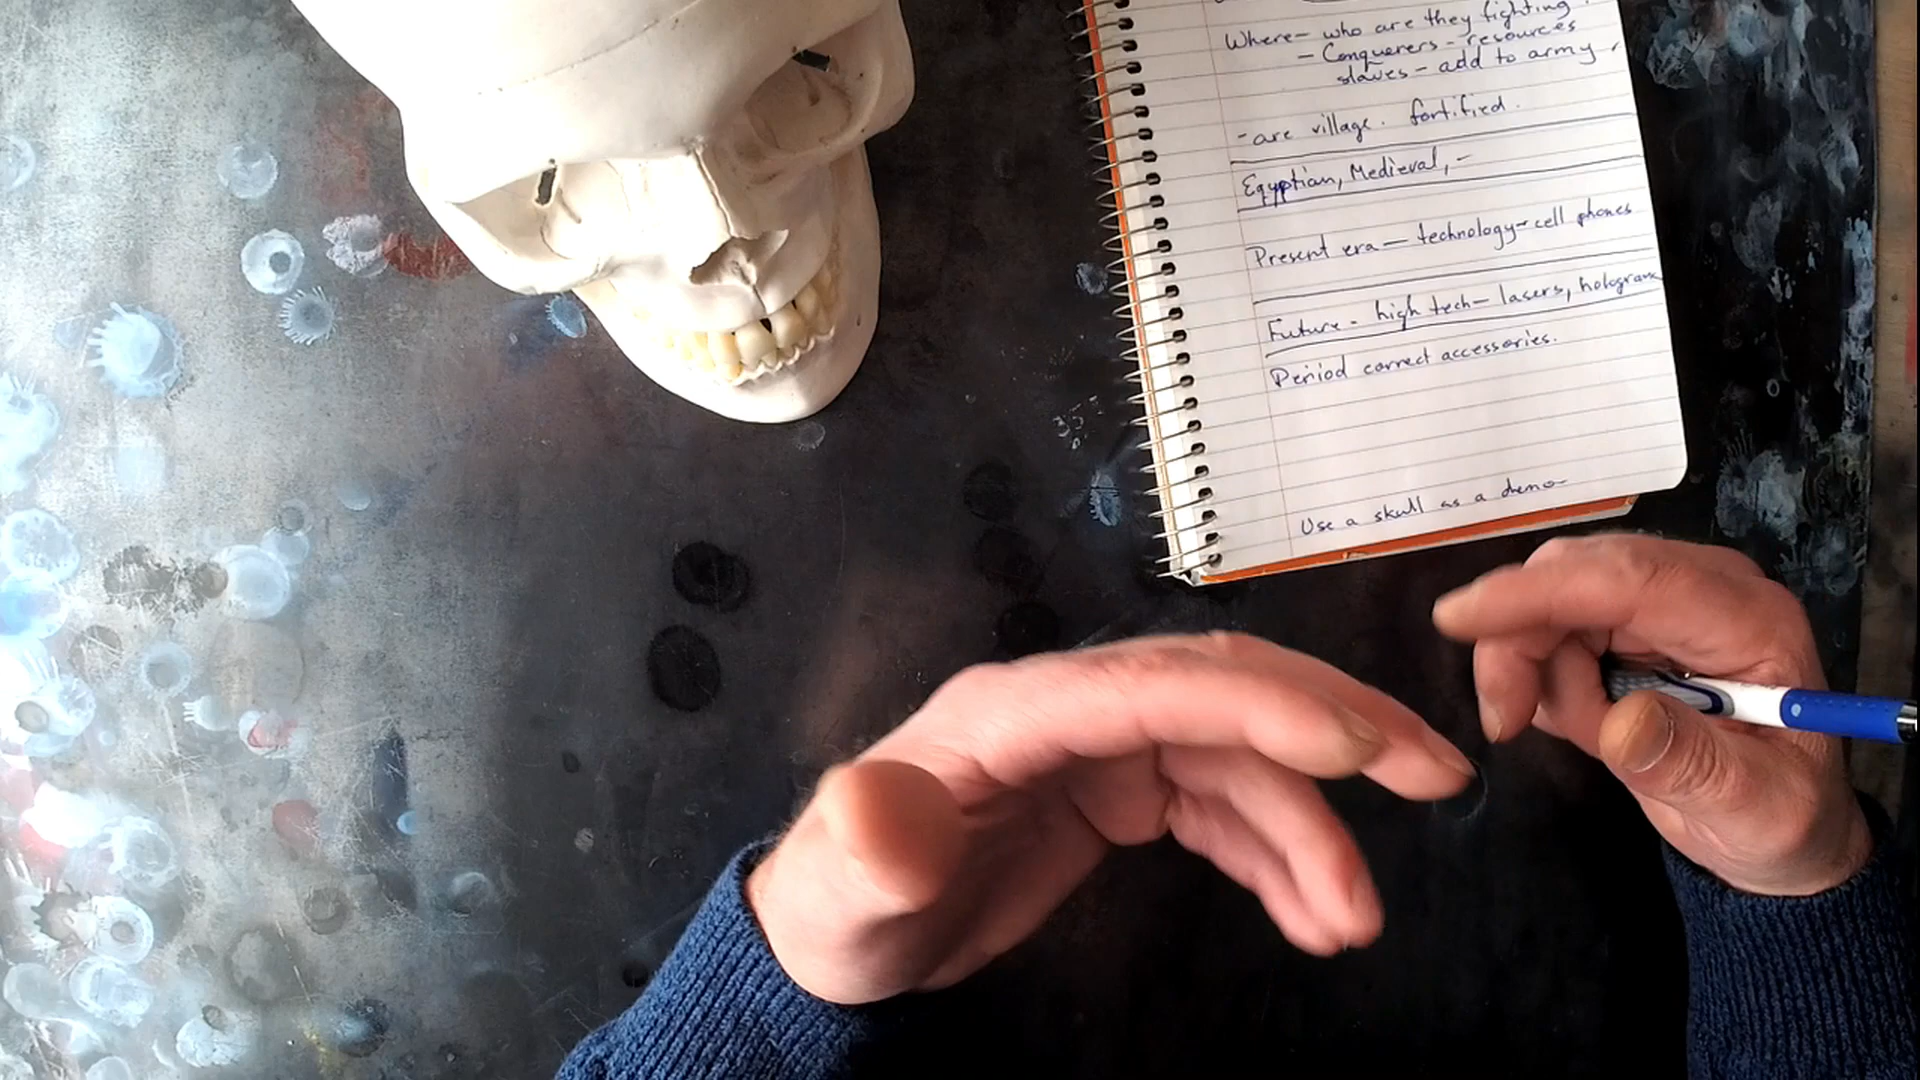 Where - who are they fighting
- Conquerers - resources
slaves - add to army
- are village. fortified.
Egyptian, Medieval, -
Present era - technology - cell phones
Future - high tech - lasers, holograms
Period correct accessories.
Use a skull as a demo
357